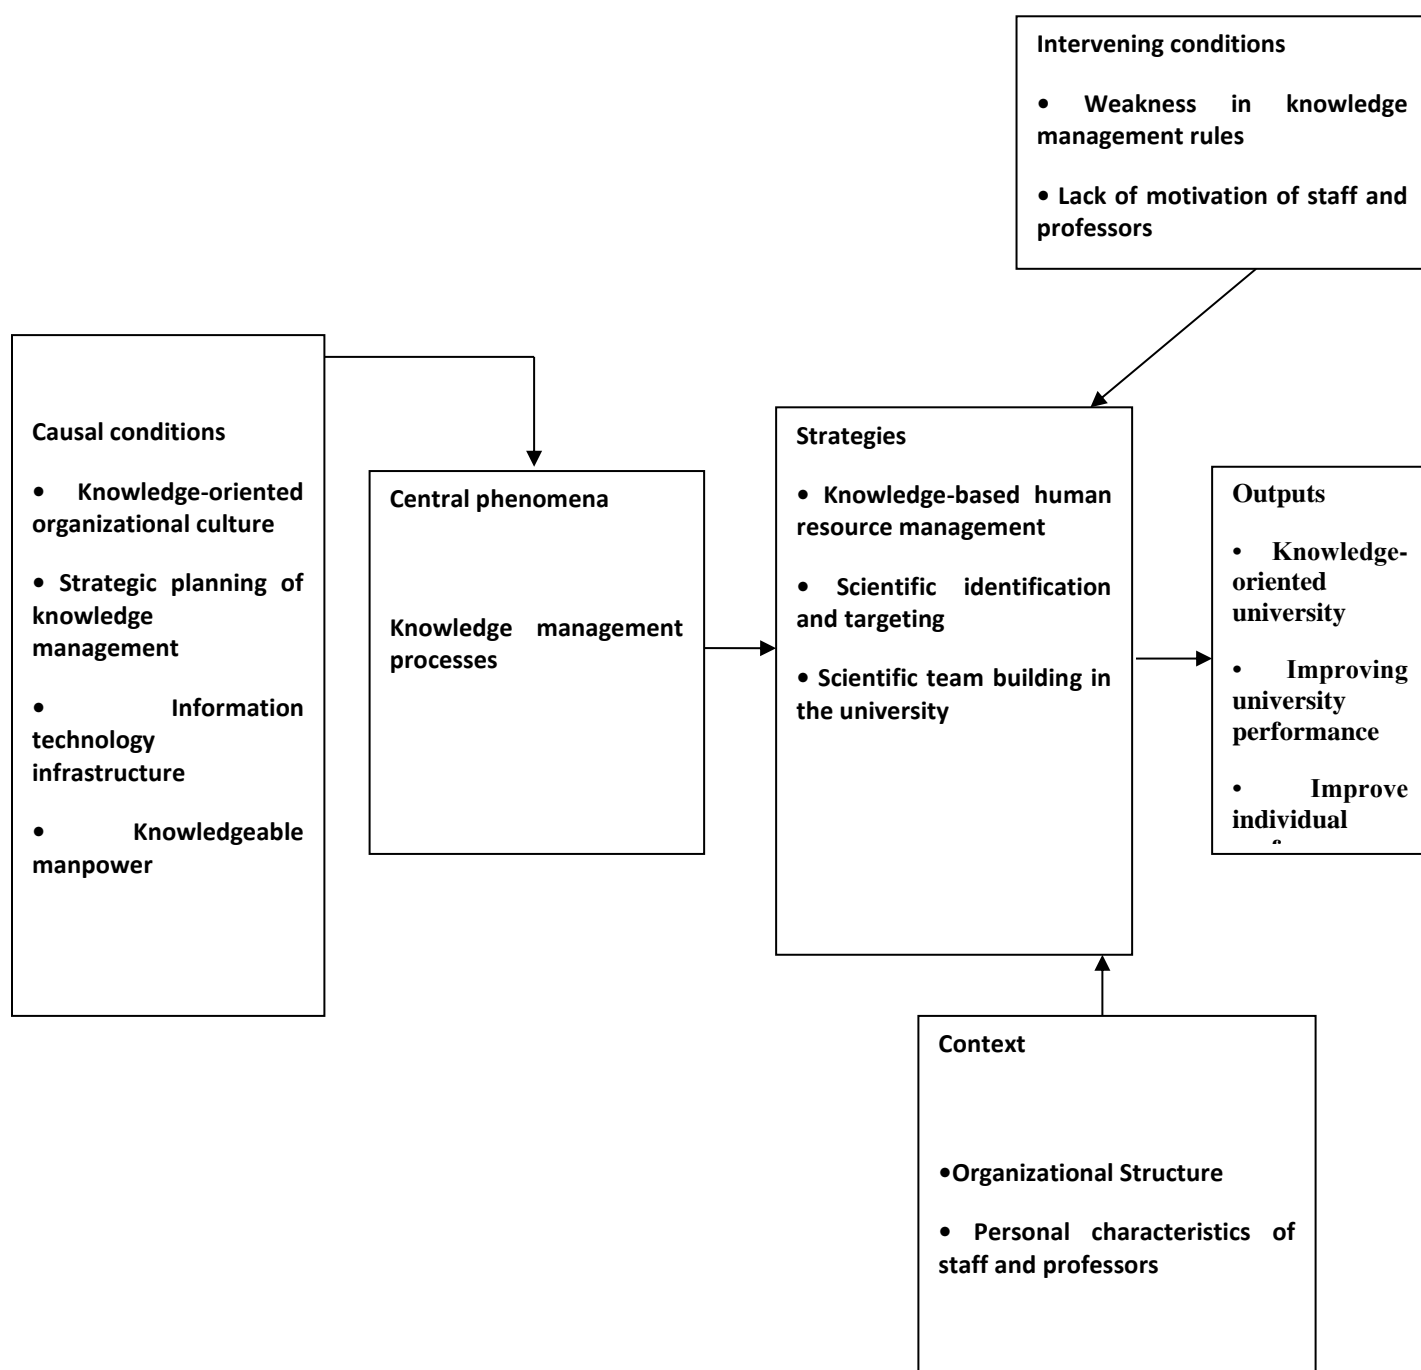 Intervening conditions
• Weakness in knowledge
management rules
• Lack of motivation of staff and
professors
Causal conditions
• Knowledge-oriented
organizational culture
• Strategic planning of
knowledge
management
• Information
technology
infrastructure
• Knowledgeable
manpower
Central phenomena
Knowledge management
processes
Strategies
• Knowledge-based human
resource management
• Scientific identification
and targeting
• Scientific team building in
the university
Outputs
• Knowledge-
oriented
university
• Improving
university
performance
• Improve
individual
Context
•Organizational Structure
• Personal characteristics of
staff and professors